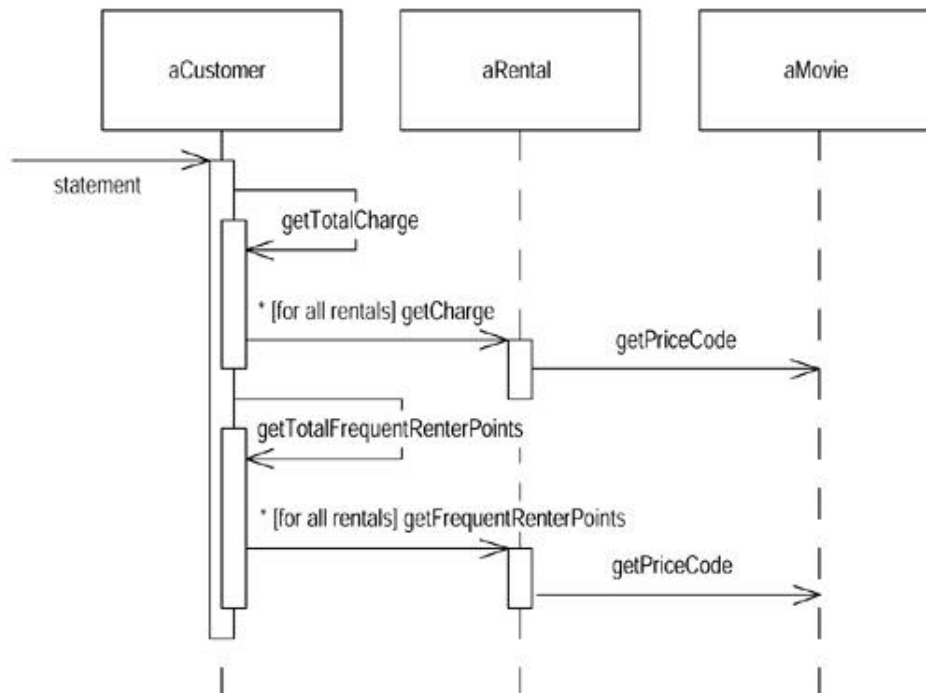 aCustomer
aRental
aMovie
statement
getTotalCharge
* [for all rentals] getCharge
getPriceCode
getTotalFrequentRenterPoints
* [for all rentals] getFrequentRenterPoints
getPriceCode